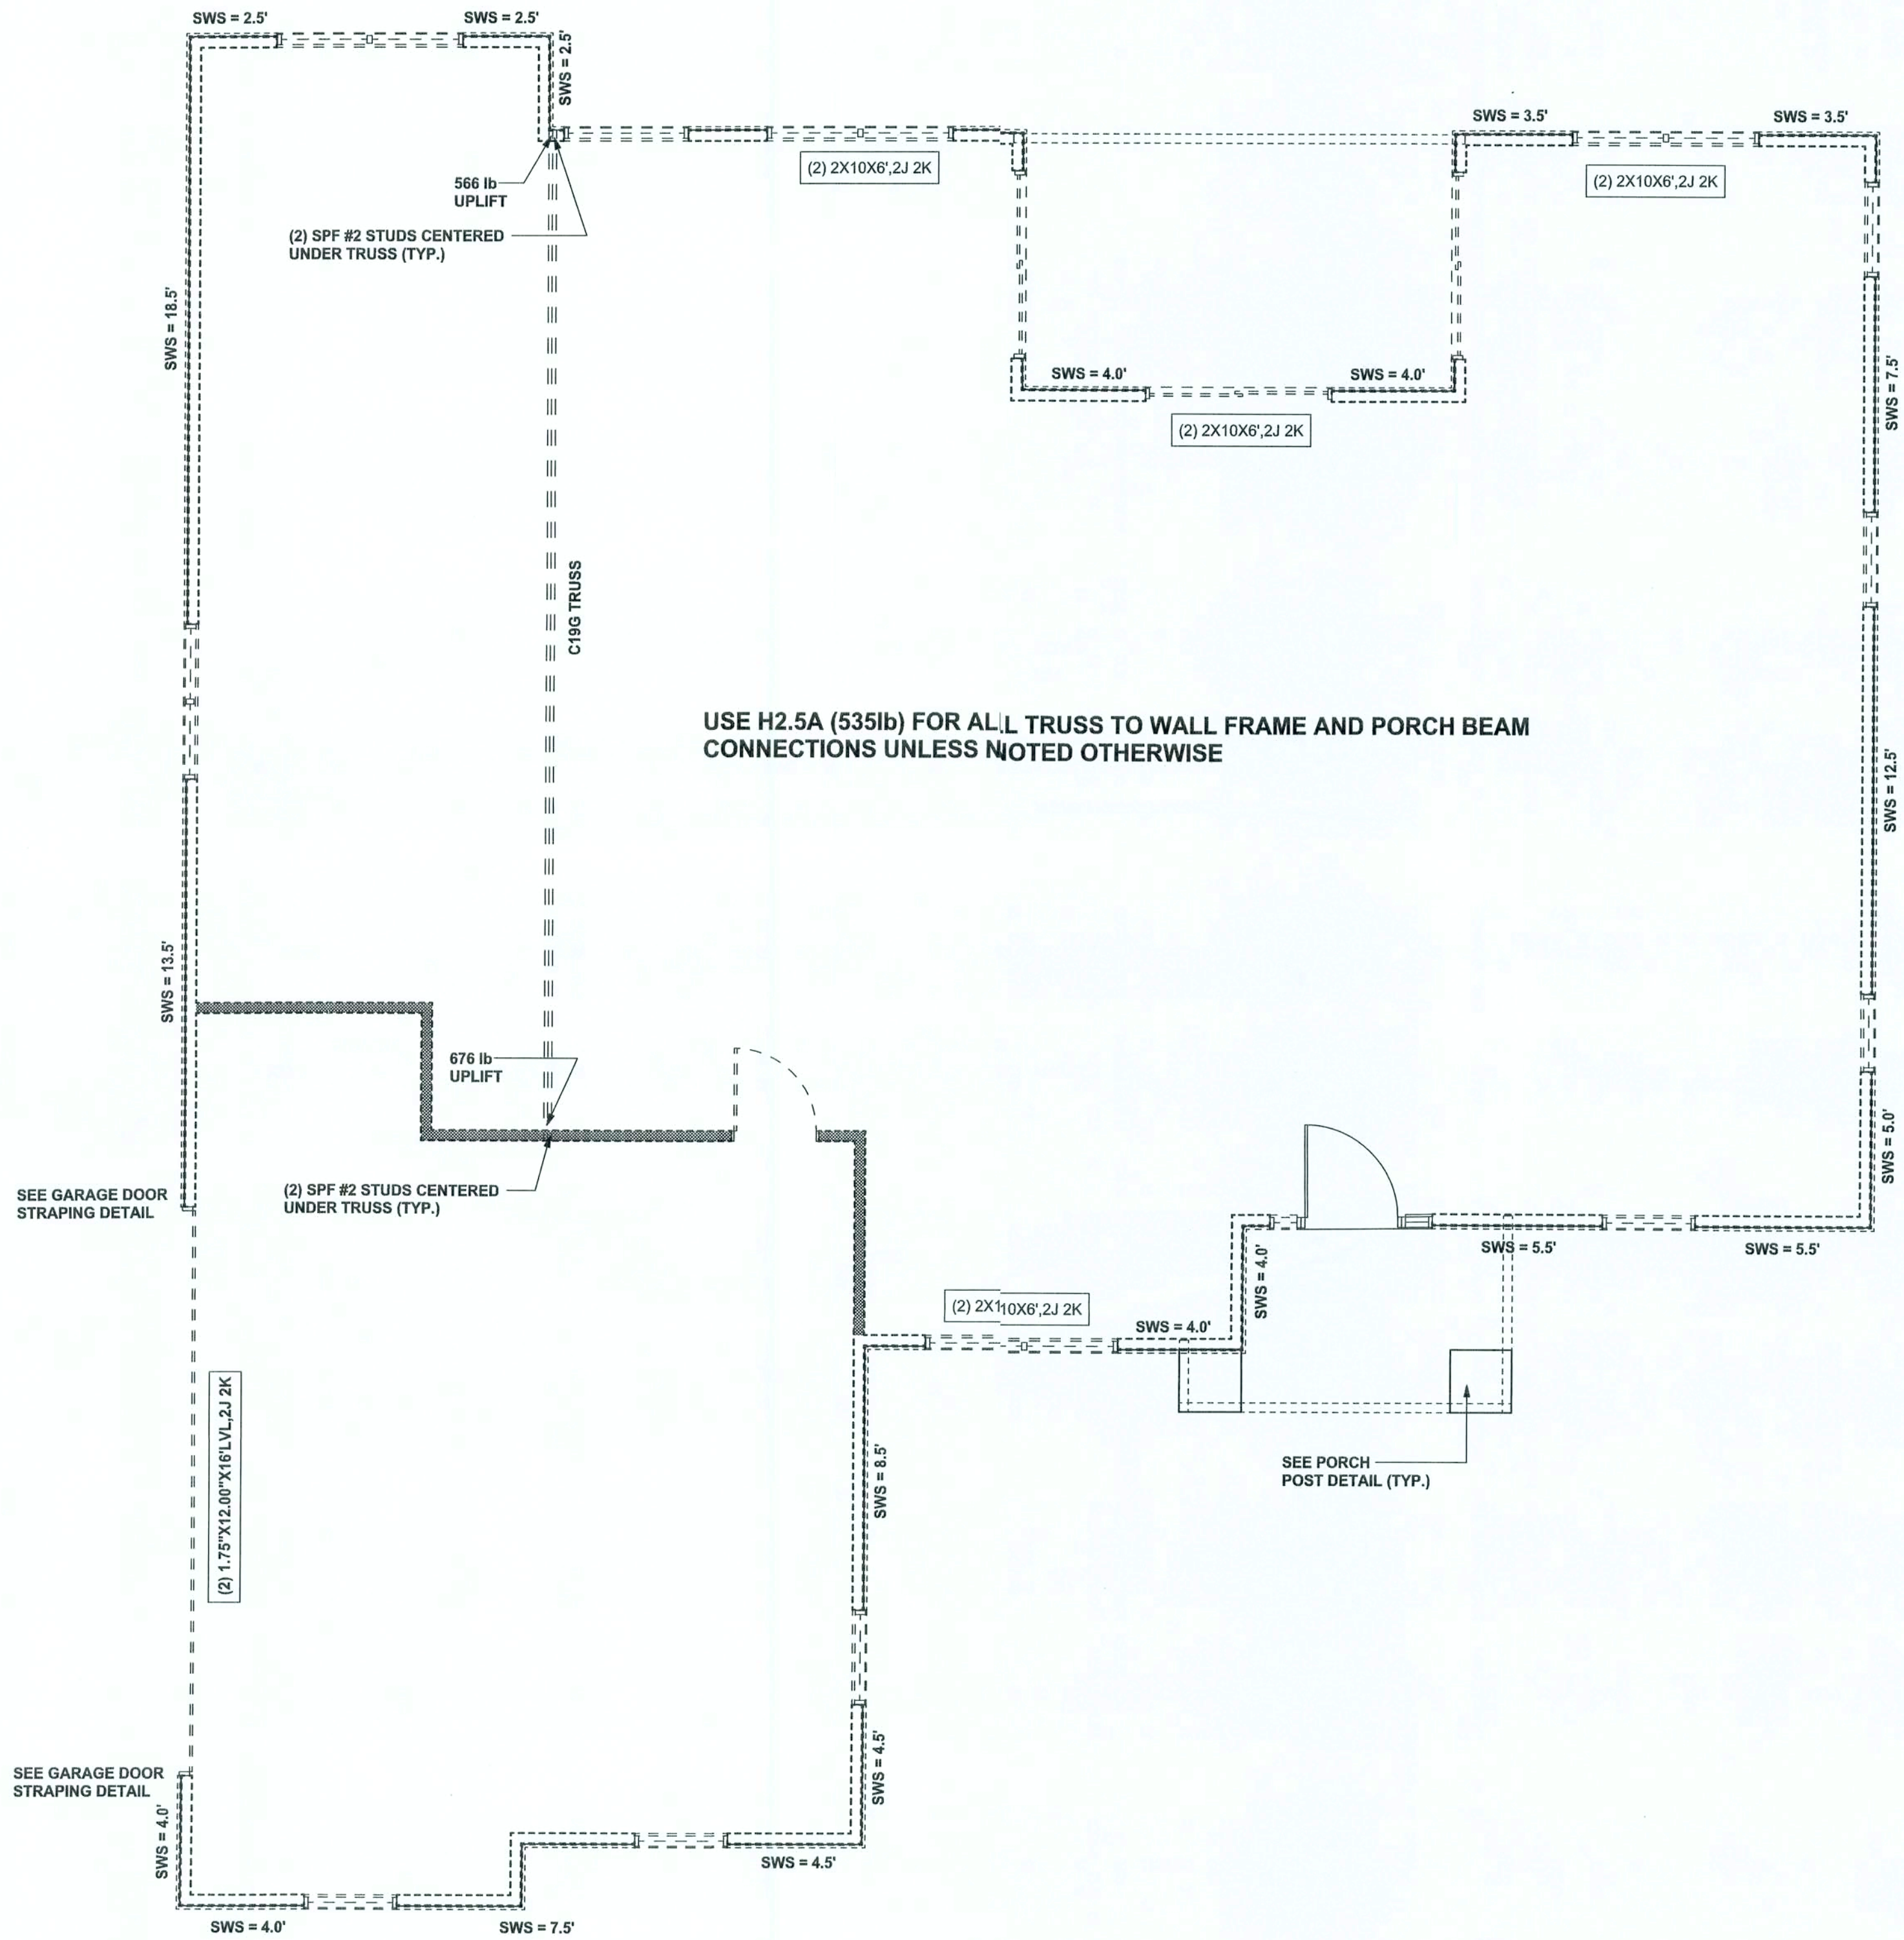 SWS = 2.5'
SWS = 2.5'
SWS = 2.5'
SWS = 3.5'
SWS = 3.5'
(2) 2X10X6',2J 2K
(2) 2X10X6',2J 2K
566 lb
UPLIFT
(2) SPF #2 STUDS CENTERED
UNDER TRUSS (TYP.)
SWS = 18.5'
SWS = 4.0'
SWS = 4.0'
SWS = 7.5'
(2) 2X10X6',2J 2K
C19G TRUSS
USE H2.5A (535lb) FOR ALL TRUSS TO WALL FRAME AND PORCH BEAM
CONNECTIONS UNLESS NOTED OTHERWISE
SWS = 12.5'
SWS = 13.5'
676 lb
UPLIFT
SWS = 5.0'
SEE GARAGE DOOR
STRAPING DETAIL
(2) SPF #2 STUDS CENTERED
UNDER TRUSS (TYP.)
SWS = 5.5'
SWS = 5.5'
SWS = 4.0'
(2) 2X10X6',2J 2K
SWS = 4.0'
(2) 1.75"X12.00"X16'LVL,2J 2K
SWS = 8.5'
SEE PORCH
POST DETAIL (TYP.)
SEE GARAGE DOOR
STRAPING DETAIL
SWS = 4.5'
SWS = 4.0'
SWS = 4.5'
SWS = 4.0'
SWS = 7.5'